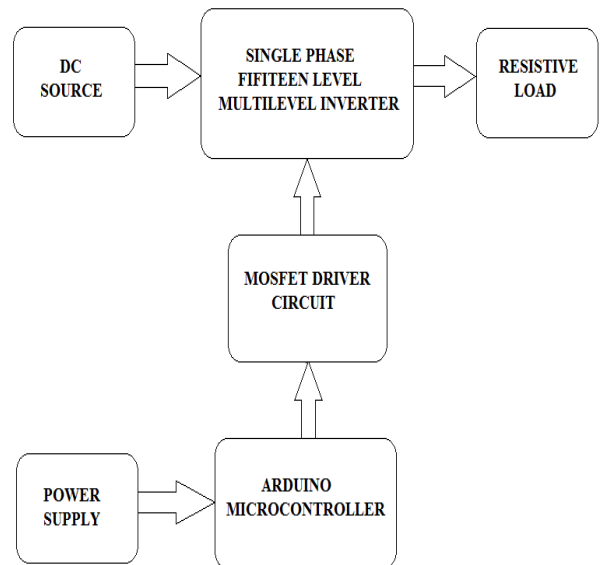 DC
SOURCE
SINGLE PHASE
FIFITEEN LEVEL
MULTILEVEL INVERTER
RESISTIVE
LOAD
MOSFET DRIVER
CIRCUIT
POWER
SUPPLY
ARDUINO
MICROCONTROLLER